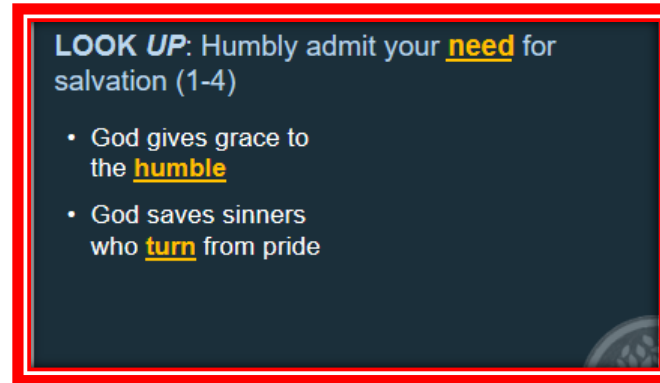 LOOK UP: Humbly admit your need for
salvation (1-4)
• God gives grace to
the humble
• God saves sinners
who turn from pride